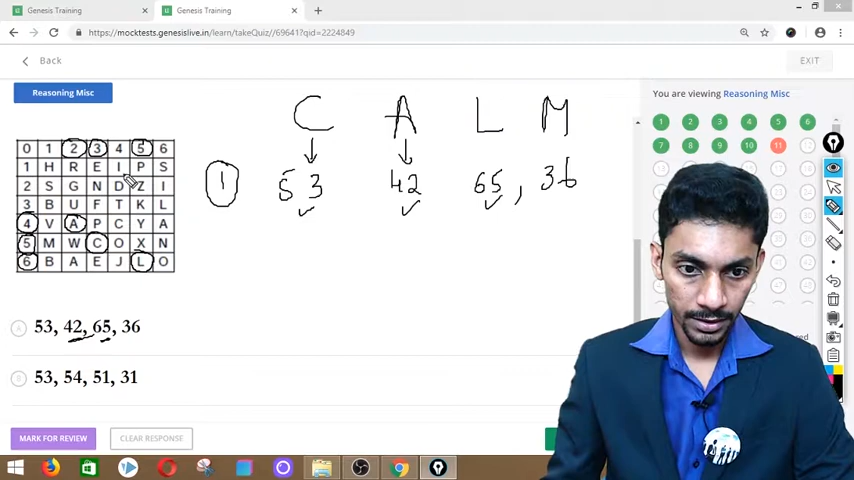 Genesis Training
Genesis Training
https://mocktests.genesislive.in/learn/takeQuiz//69641?qid=2224849
Back
EXIT
Reasoning Misc
C A L M
You are viewing Reasoning Misc
1 2 3 4 5 6
7 8 9 10 11
0 1 2 3 4 5 6
1 H R E I P S
2 S G N D Z I
3 B U F T K L
4 V A P C Y A
5 M W C O X N
6 B A E J L O
1 53 42 65, 36
A 53, 42, 65, 36
B 53, 54, 51, 31
MARK FOR REVIEW
CLEAR RESPONSE